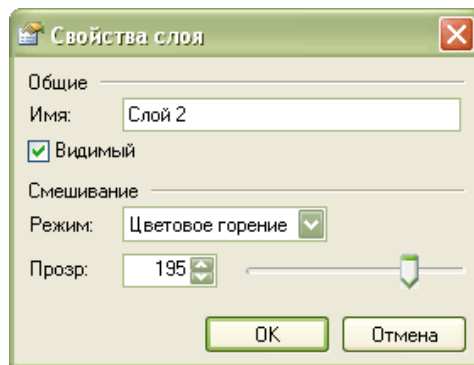 Свойства слоя
Общие
Имя: Слой 2
Видимый
Смешивание
Режим: Цветовое горение
Прозр: 195
OK Отмена